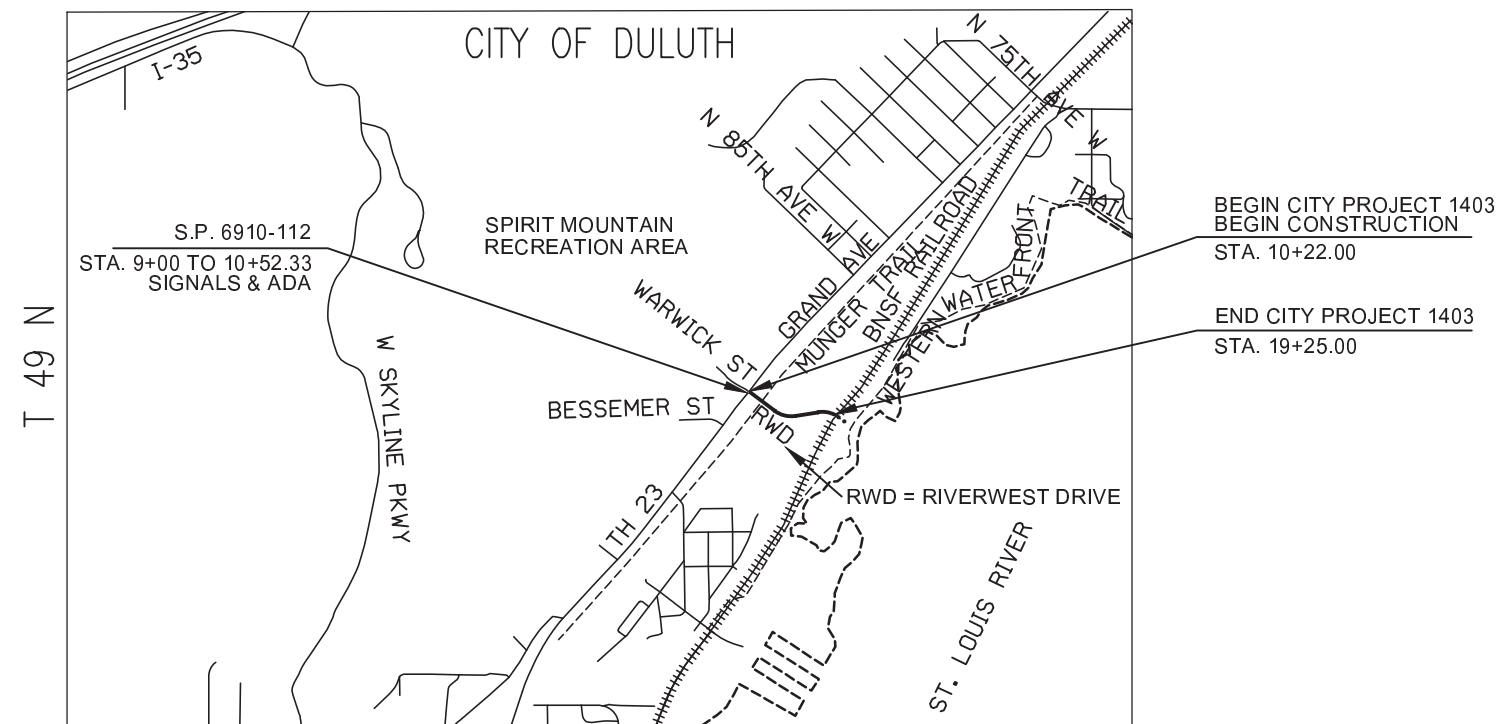 CITY OF DULUTH
I-35
N 75TH AVE W
N 85TH AVE W
TRAIL
S.P. 6910-112
STA. 9+00 TO 10+52.33
SIGNALS & ADA
SPIRIT MOUNTAIN
RECREATION AREA
BEGIN CITY PROJECT 1403
BEGIN CONSTRUCTION
STA. 10+22.00
GRAND AVE
MUNGER TRAIL
BNSF RAILROAD
WESTERN WATER FRONT
WARWICK ST
END CITY PROJECT 1403
STA. 19+25.00
T 49 N
W SKYLINE PKWY
BESSEMER ST
RWD
RWD = RIVERWEST DRIVE
TH 23
ST. LOUIS RIVER